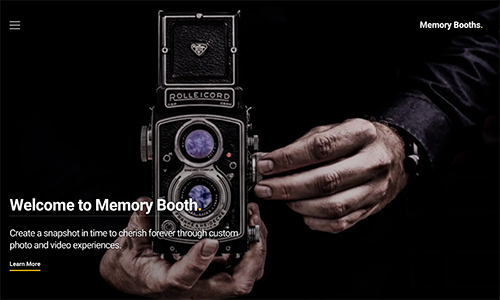 Memory Booths.
ROLLEICORD
Welcome to Memory Booth.
Create a snapshot in time to cherish forever through custom
photo and video experiences.
Learn More